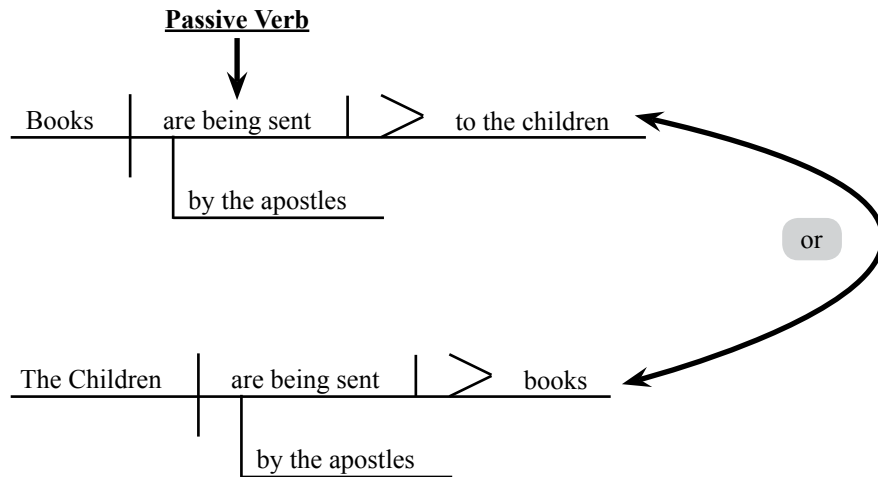 Passive Verb
Books are being sent to the children
by the apostles
or
The Children are being sent books
by the apostles